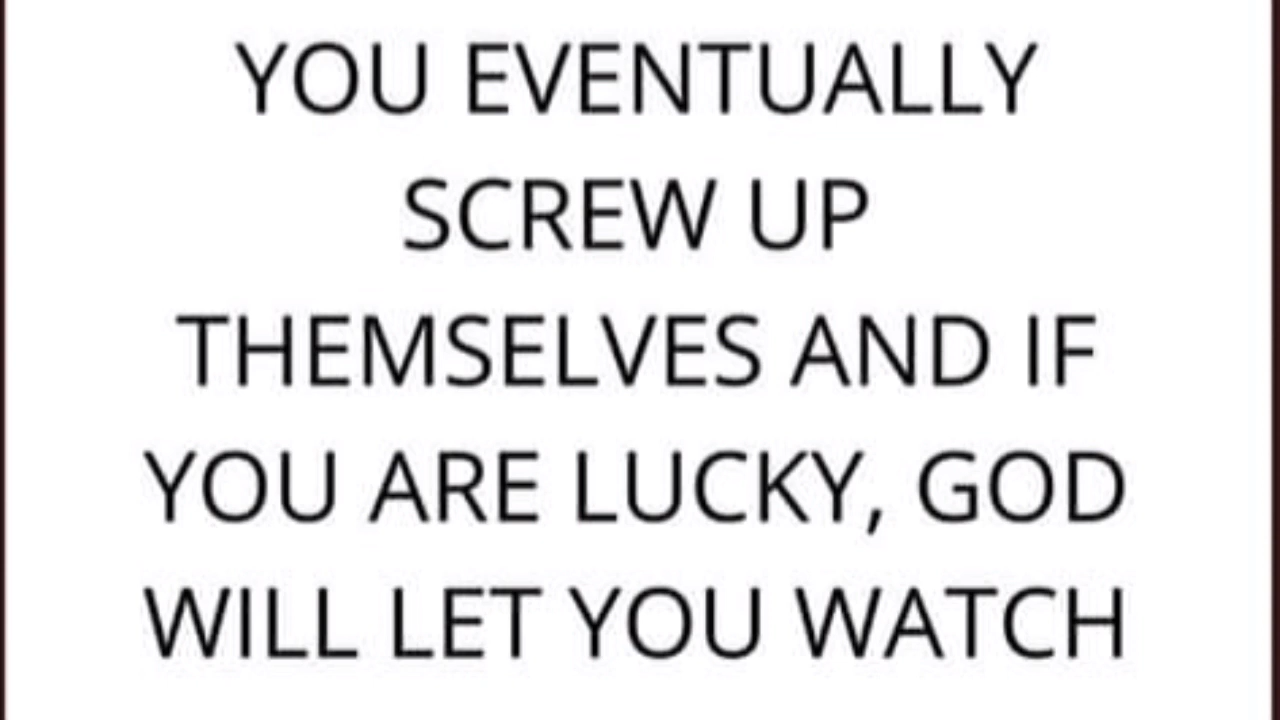 YOU EVENTUALLY
SCREW UP
THEMSELVES AND IF
YOU ARE LUCKY, GOD
WILL LET YOU WATCH